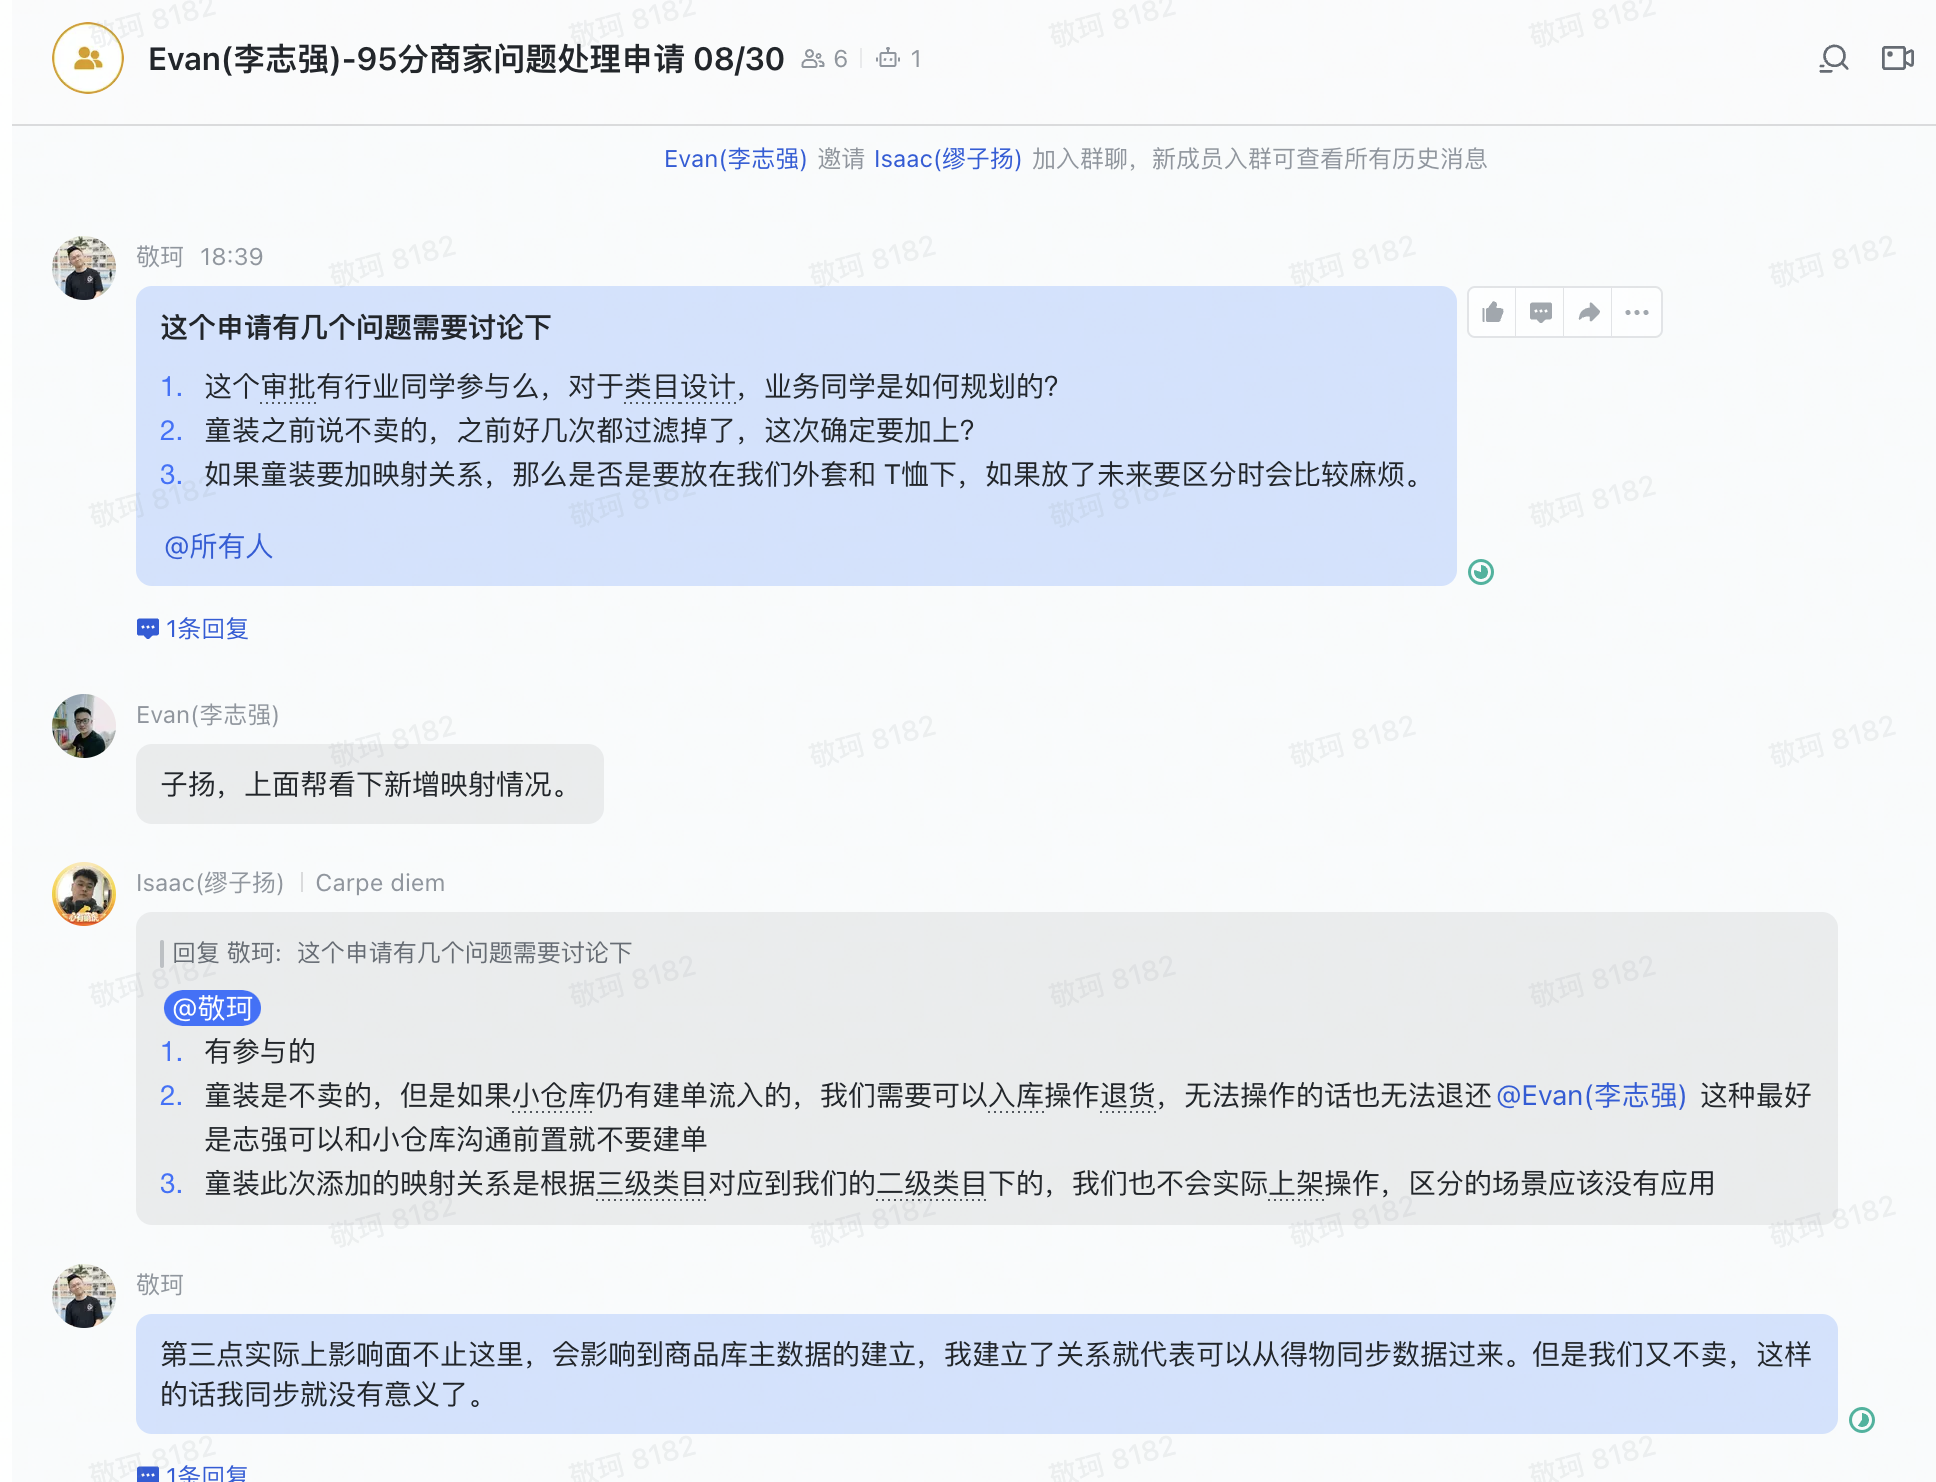 Evan(李志强)-95分商家问题处理申请 08/30 6 1
Evan(李志强) 邀请 Isaac(缪子扬) 加入群聊，新成员入群可查看所有历史消息
敬珂 18:39
这个申请有几个问题需要讨论下
1. 这个审批有行业同学参与么，对于类目设计，业务同学是如何规划的?
2. 童装之前说不卖的，之前好几次都过滤掉了，这次确定要加上?
3. 如果童装要加映射关系，那么是否是要放在我们外套和 T恤下，如果放了未来要区分时会比较麻烦。
@所有人
1条回复
Evan(李志强)
子扬，上面帮看下新增映射情况。
Isaac(缪子扬) | Carpe diem
回复 敬珂：这个申请有几个问题需要讨论下
@敬珂
1. 有参与的
2. 童装是不卖的，但是如果小仓库仍有建单流入的，我们需要可以入库操作退货，无法操作的话也无法退还@Evan(李志强) 这种最好
是志强可以和小仓库沟通前置就不要建单
3. 童装此次添加的映射关系是根据三级类目对应到我们的二级类目下的，我们也不会实际上架操作，区分的场景应该没有应用
敬珂
第三点实际上影响面不止这里，会影响到商品库主数据的建立，我建立了关系就代表可以从得物同步数据过来。但是我们又不卖，这样
的话我同步就没有意义了。
1条回复
敬珂 8182